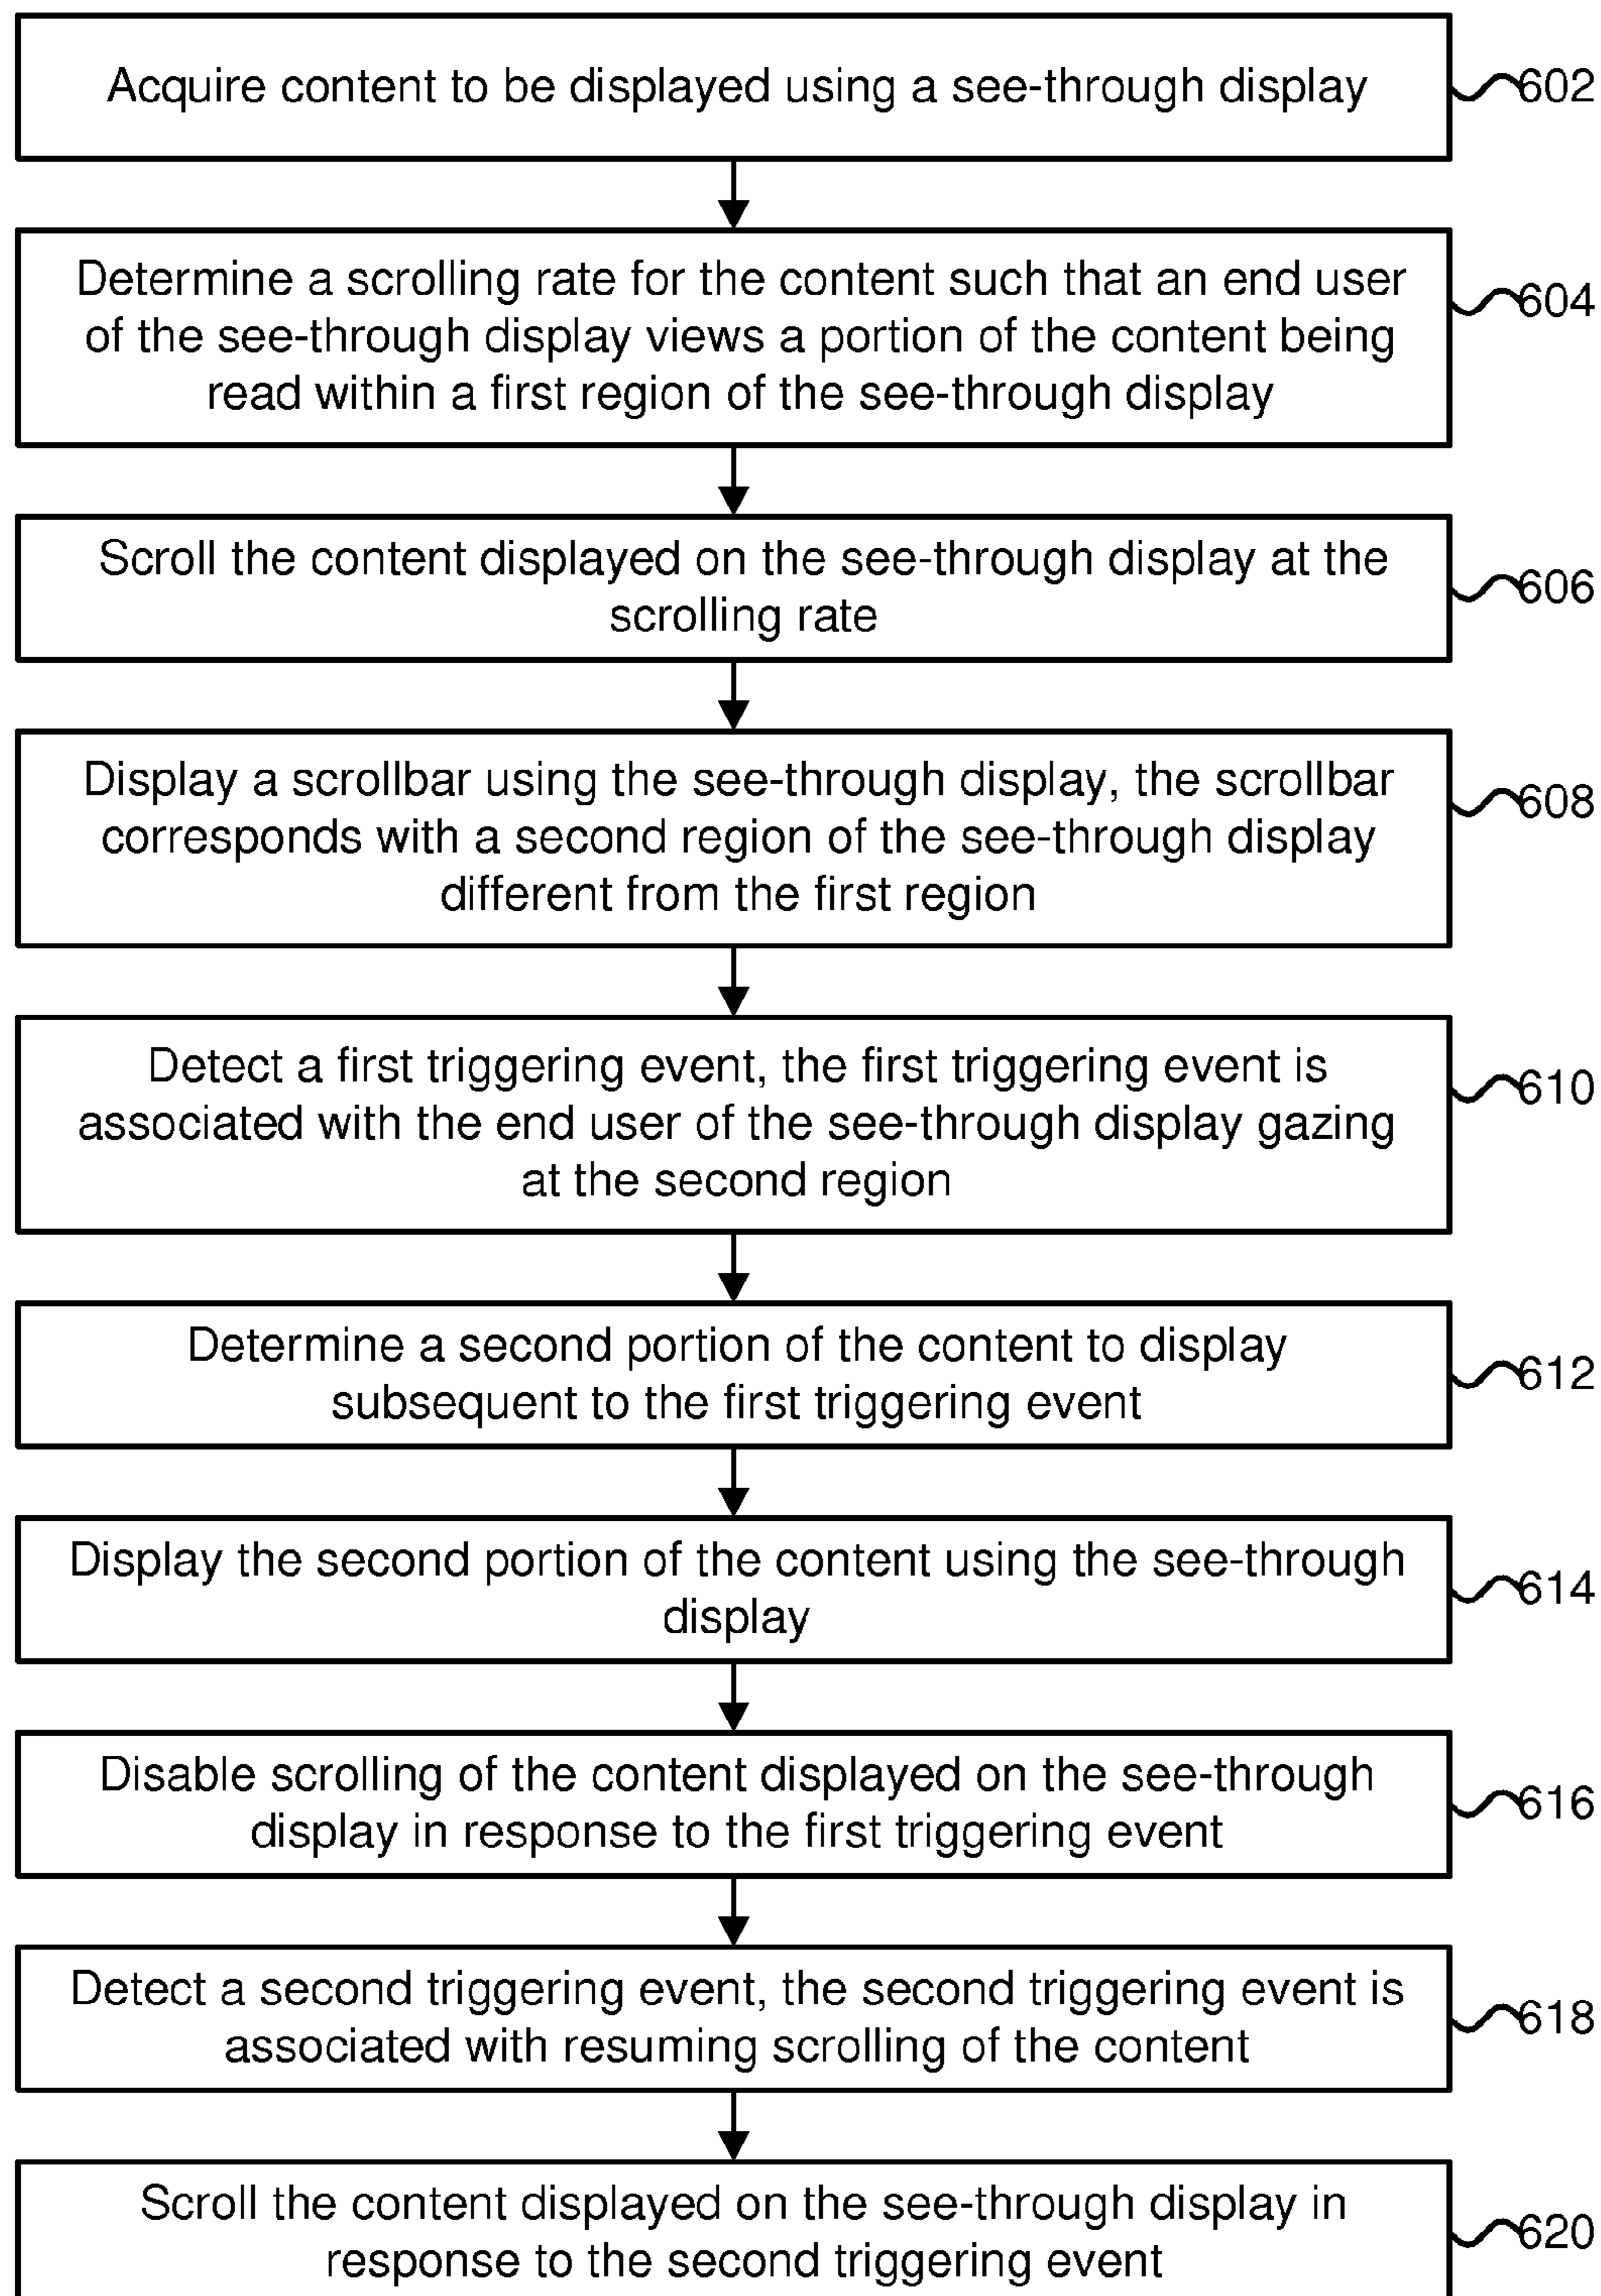 Acquire content to be displayed using a see-through display
602
Determine a scrolling rate for the content such that an end user
of the see-through display views a portion of the content being
read within a first region of the see-through display
604
Scroll the content displayed on the see-through display at the
scrolling rate
606
Display a scrollbar using the see-through display, the scrollbar
corresponds with a second region of the see-through display
different from the first region
608
Detect a first triggering event, the first triggering event is
associated with the end user of the see-through display gazing
at the second region
610
Determine a second portion of the content to display
subsequent to the first triggering event
612
Display the second portion of the content using the see-through
display
614
Disable scrolling of the content displayed on the see-through
display in response to the first triggering event
616
Detect a second triggering event, the second triggering event is
associated with resuming scrolling of the content
618
Scroll the content displayed on the see-through display in
response to the second triggering event
620